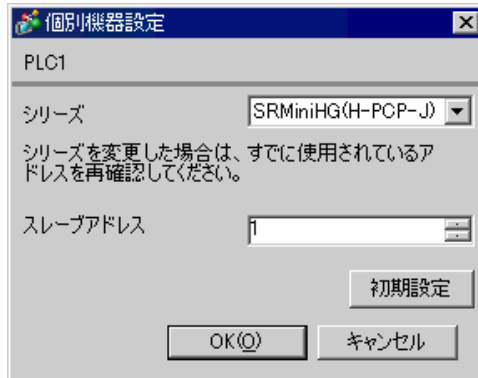 個別機器設定
PLC1
シリーズ
SRMiniHG(H-PCP-J)
シリーズを変更した場合は、すでに使用されているア
ドレスを再確認してください。
スレーブアドレス
1
初期設定
OK(O)
キャンセル